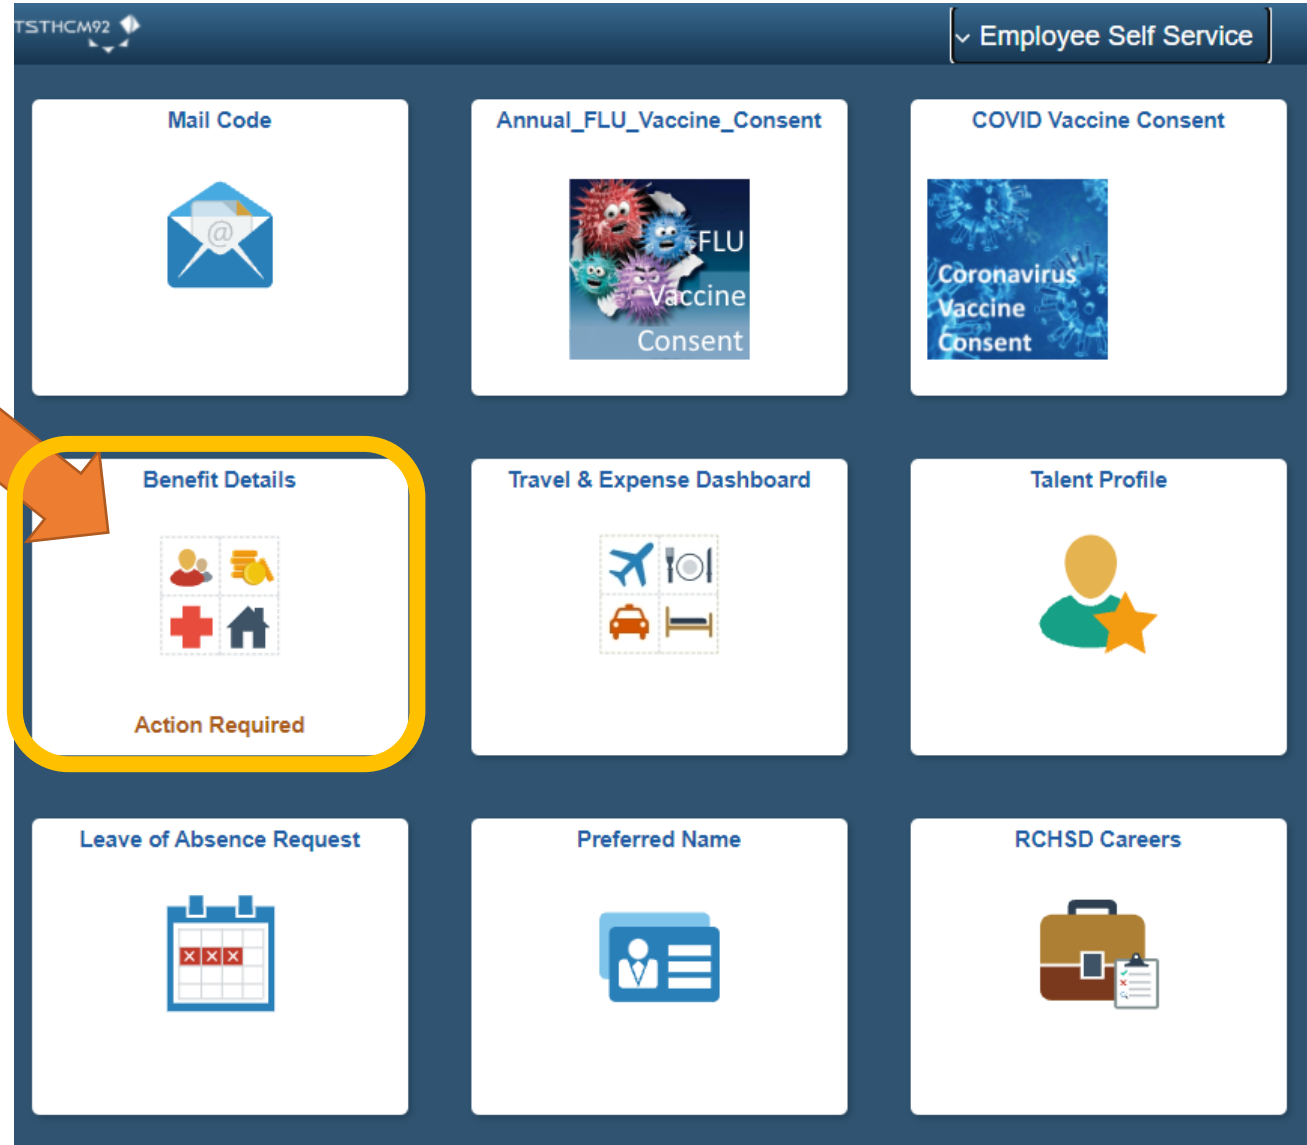 TSTHCM92
Employee Self Service
Mail Code
Annual_FLU_Vaccine_Consent
COVID Vaccine Consent
@
FLU
Vaccine
Consent
Coronavirus
Vaccine
Consent
Benefit Details
Travel & Expense Dashboard
Talent Profile
Action Required
Leave of Absence Request
Preferred Name
RCHSD Careers